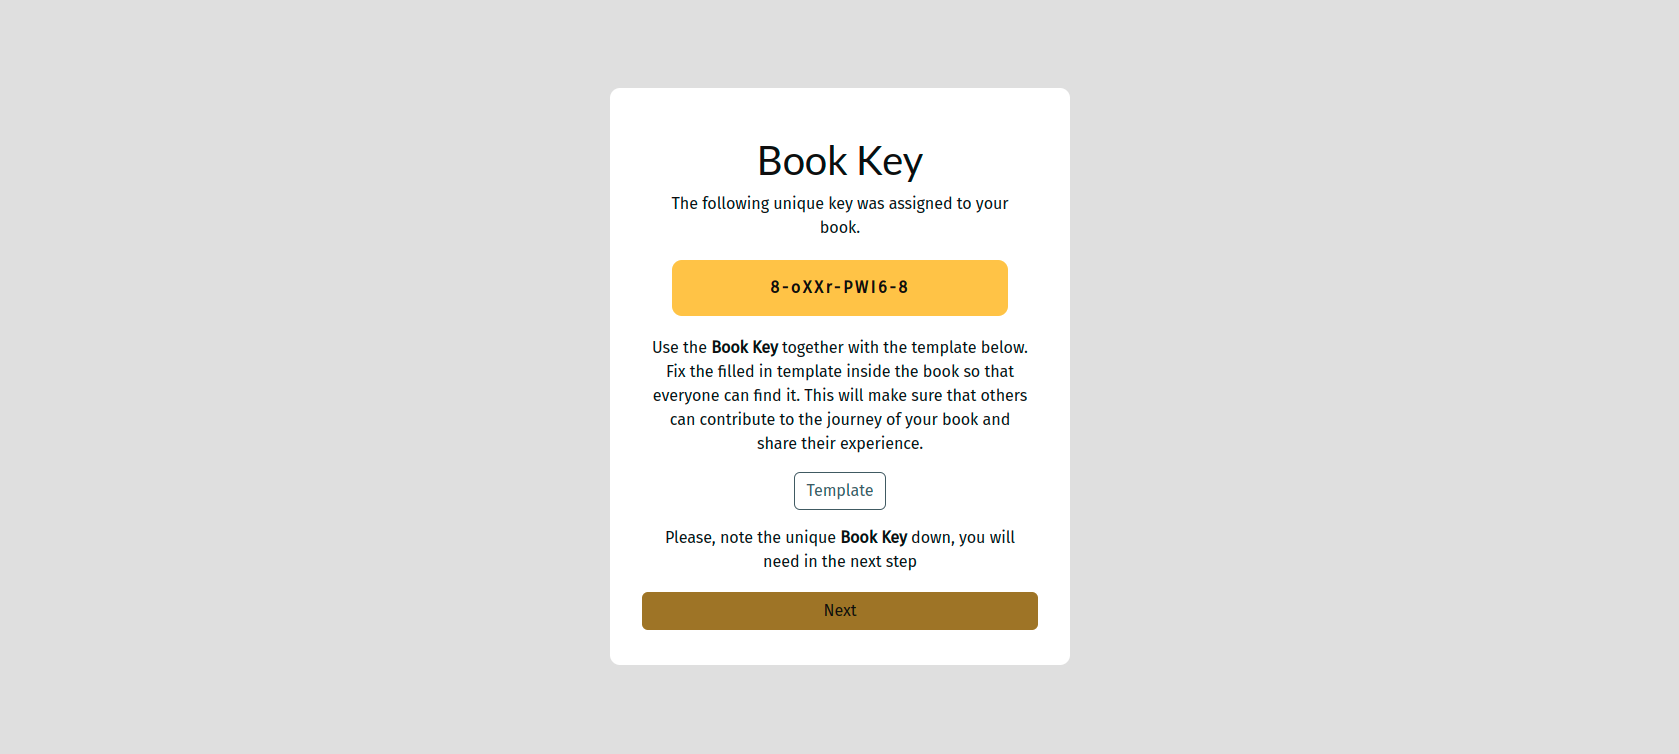 Book Key
The following unique key was assigned to your
book.
8-oXXr-PWI6-8
Use the Book Key together with the template below.
Fix the filled in template inside the book so that
everyone can find it. This will make sure that others
can contribute to the journey of your book and
share their experience.
Template
Please, note the unique Book Key down, you will
need in the next step
Next